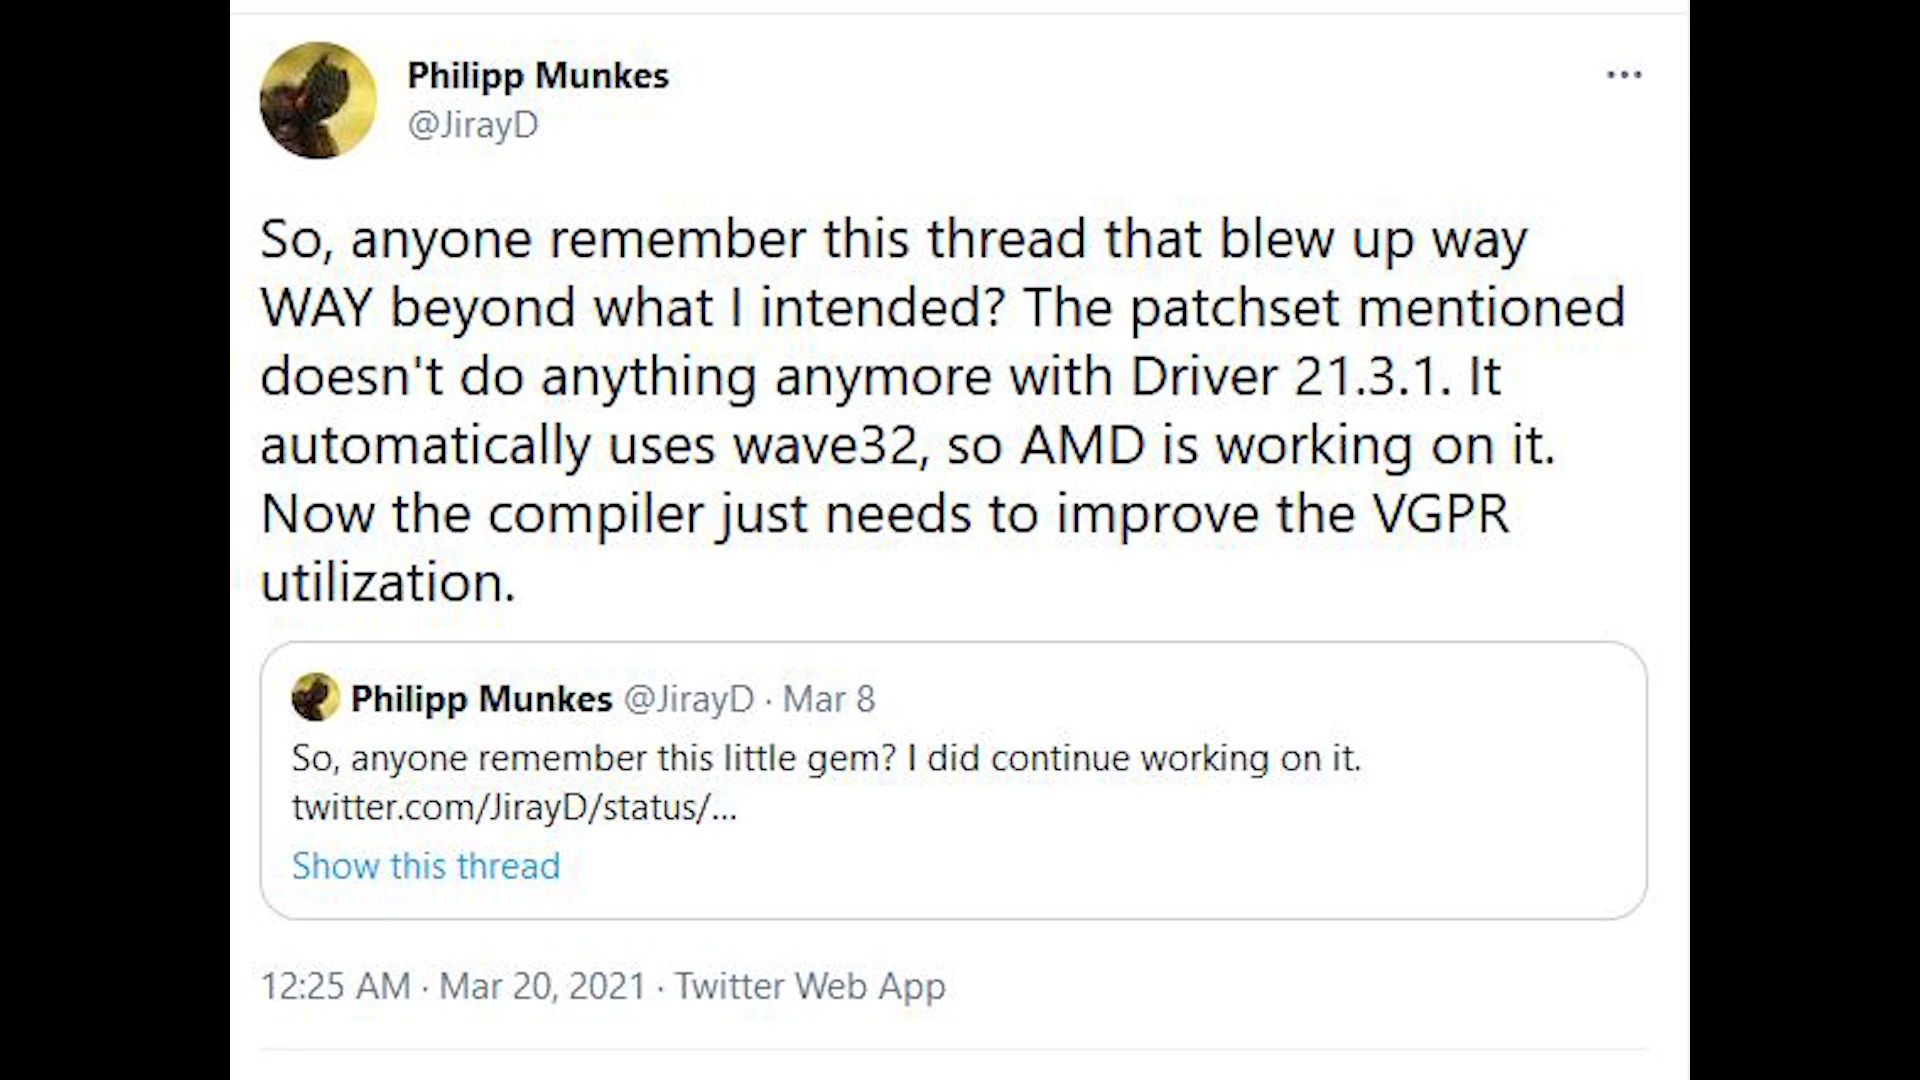 Philipp Munkes
@JirayD
So, anyone remember this thread that blew up way
WAY beyond what I intended? The patchset mentioned
doesn't do anything anymore with Driver 21.3.1. It
automatically uses wave32, so AMD is working on it.
Now the compiler just needs to improve the VGPR
utilization.
Philipp Munkes @JirayD · Mar 8
So, anyone remember this little gem? I did continue working on it.
twitter.com/JirayD/status/...
Show this thread
12:25 AM · Mar 20, 2021 · Twitter Web App